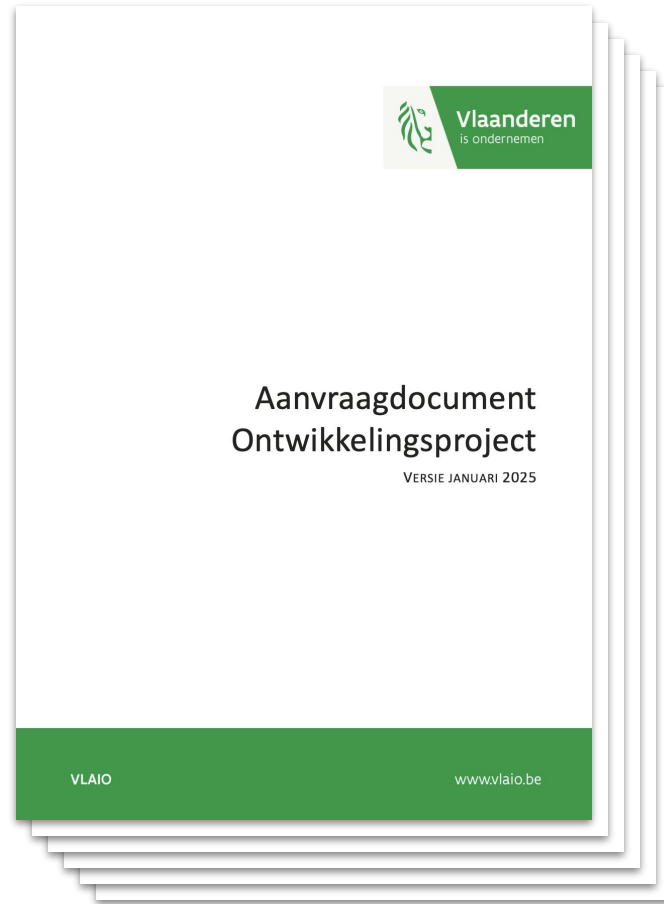 Vlaanderen
is ondernemen
Aanvraagdocument
Ontwikkelingsproject
VERSIE JANUARI 2025
VLAIO
www.vlaio.be